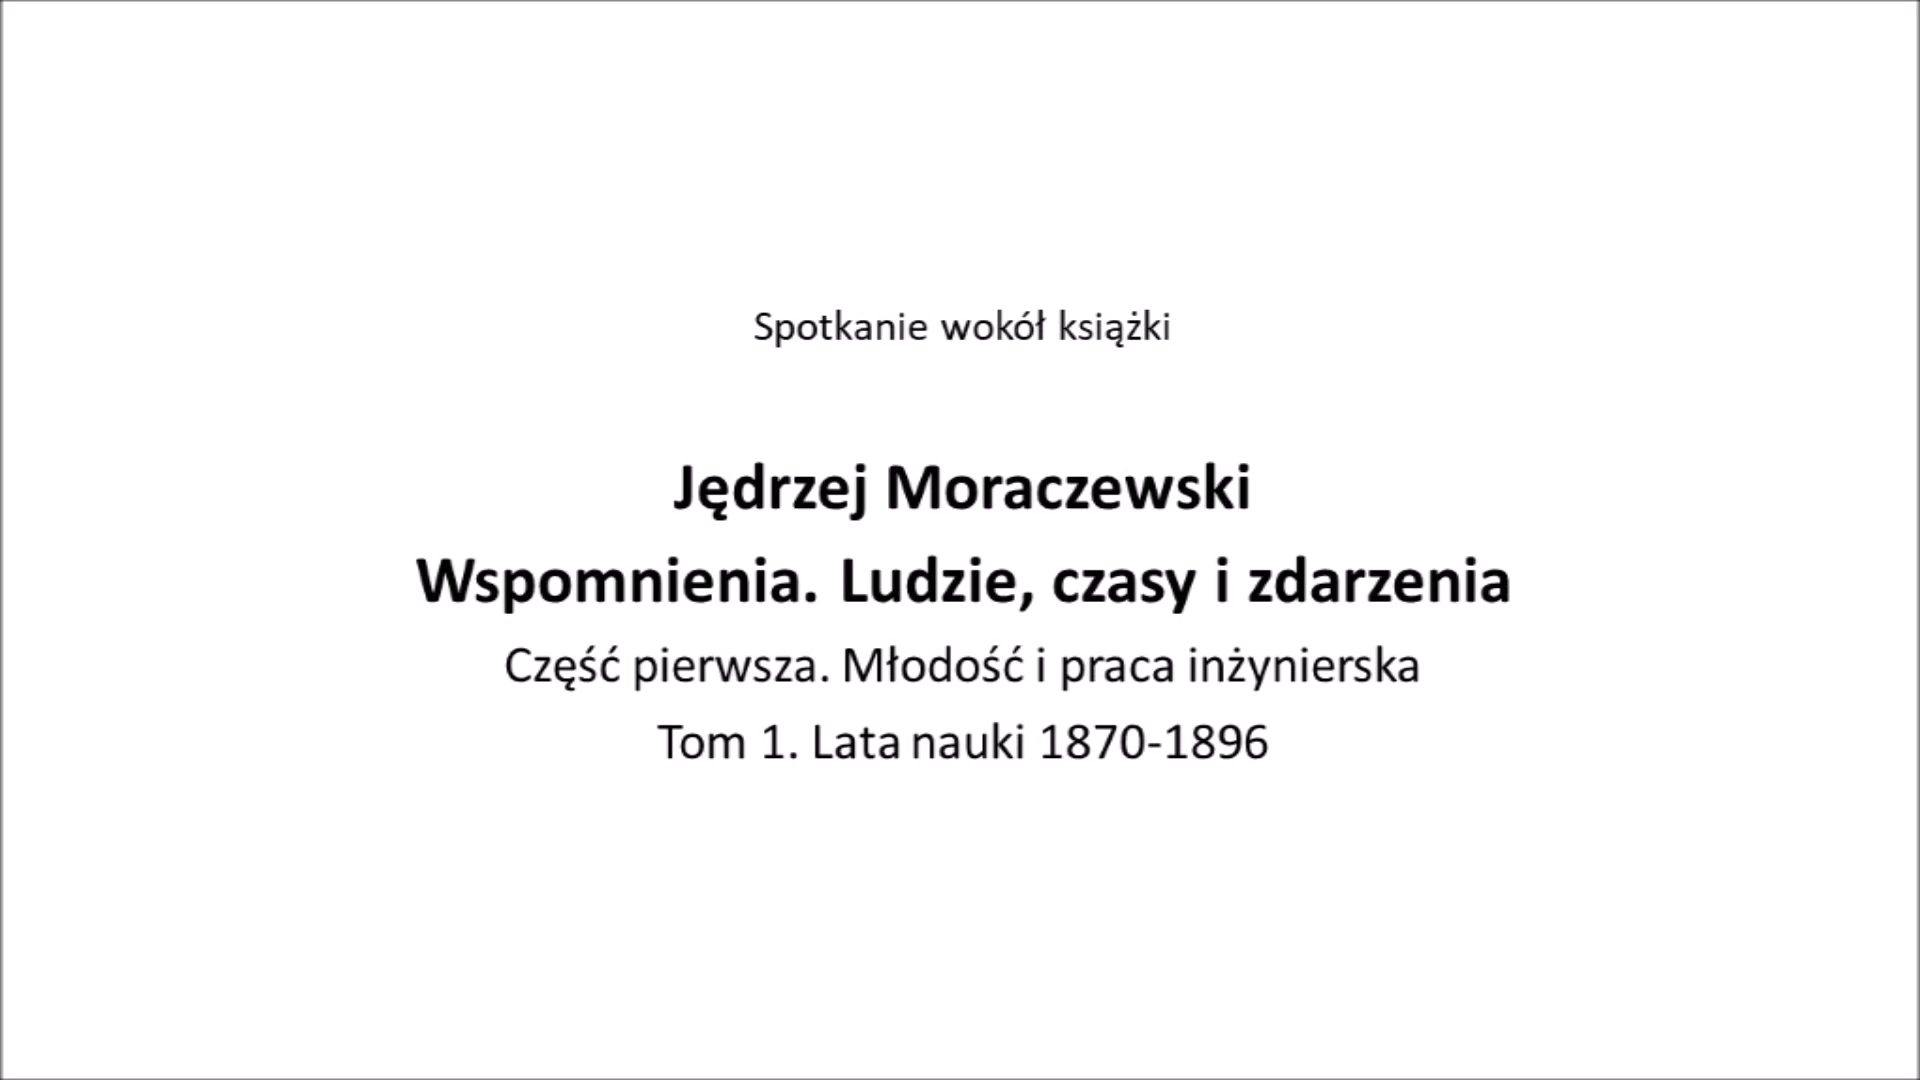 Spotkanie wokół książki
Jędrzej Moraczewski
Wspomnienia. Ludzie, czasy i zdarzenia
Część pierwsza. Młodość i praca inżynierska
Tom 1. Lata nauki 1870-1896